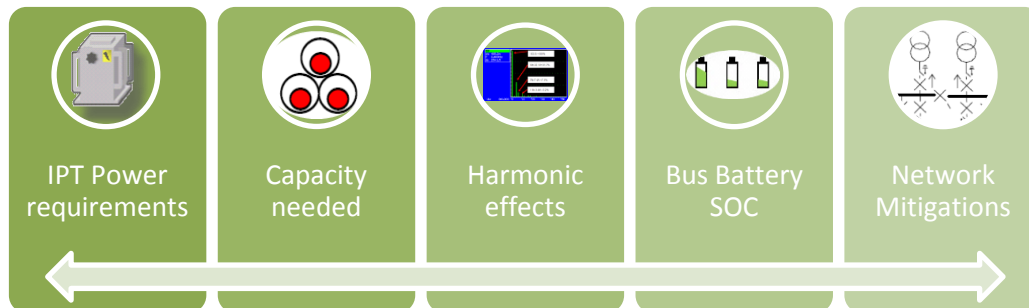 IPT Power
requirements
Capacity
needed
Harmonic
effects
Bus Battery
SOC
Network
Mitigations